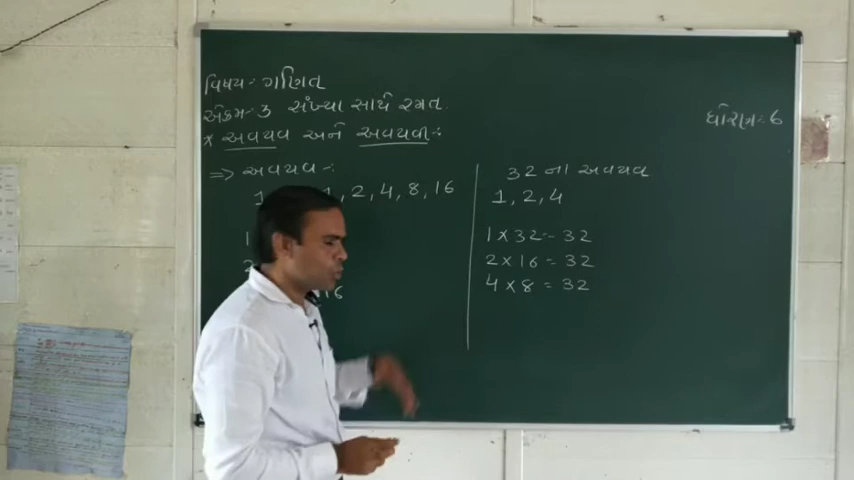 વિષય:- ગણિત
એકમ:- 3 સંખ્યા સાથે રમત.
* અવયવ અને અવયવી:-
ધોરણ:- 6
=> અવયવ:-
1, 2, 4, 8, 16
16
32 ના અવયવ
1, 2, 4
1 × 32 = 32
2 × 16 = 32
4 × 8 = 32